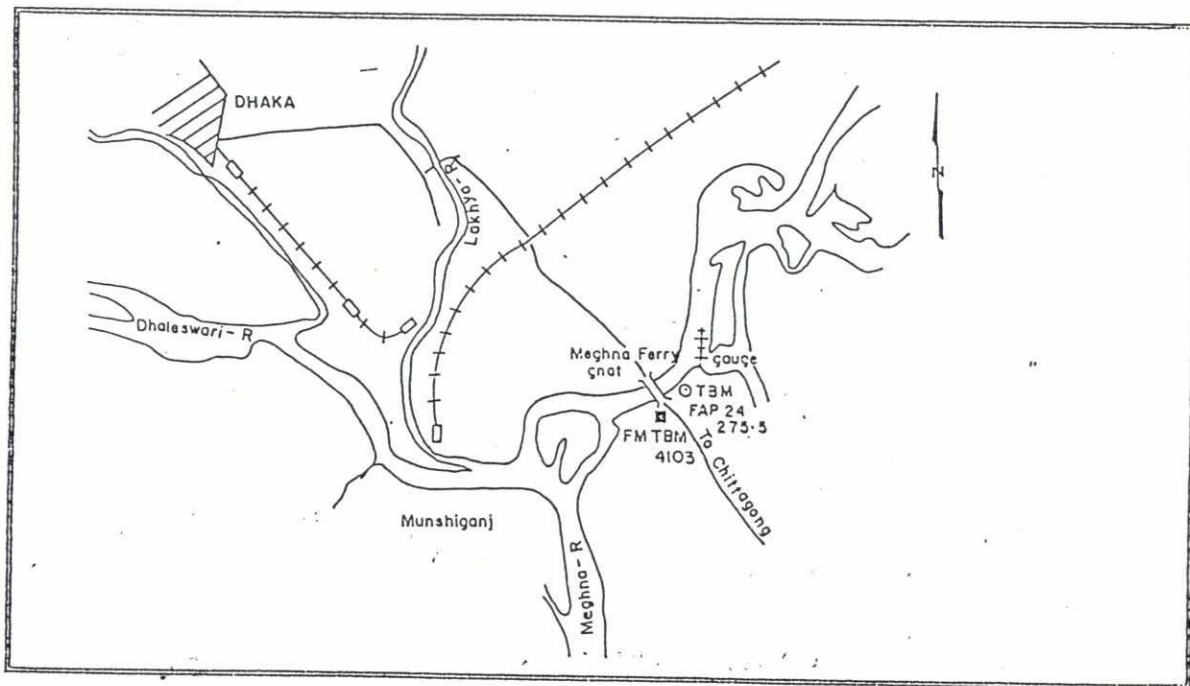 DHAKA
N
Lakhya-R
Dhaleswari-R
Meghna Ferry
ghat
gauge
TBM
FAP 24
275.5
FM TBM
4103
To Chittagong
Munshiganj
Meghna-R